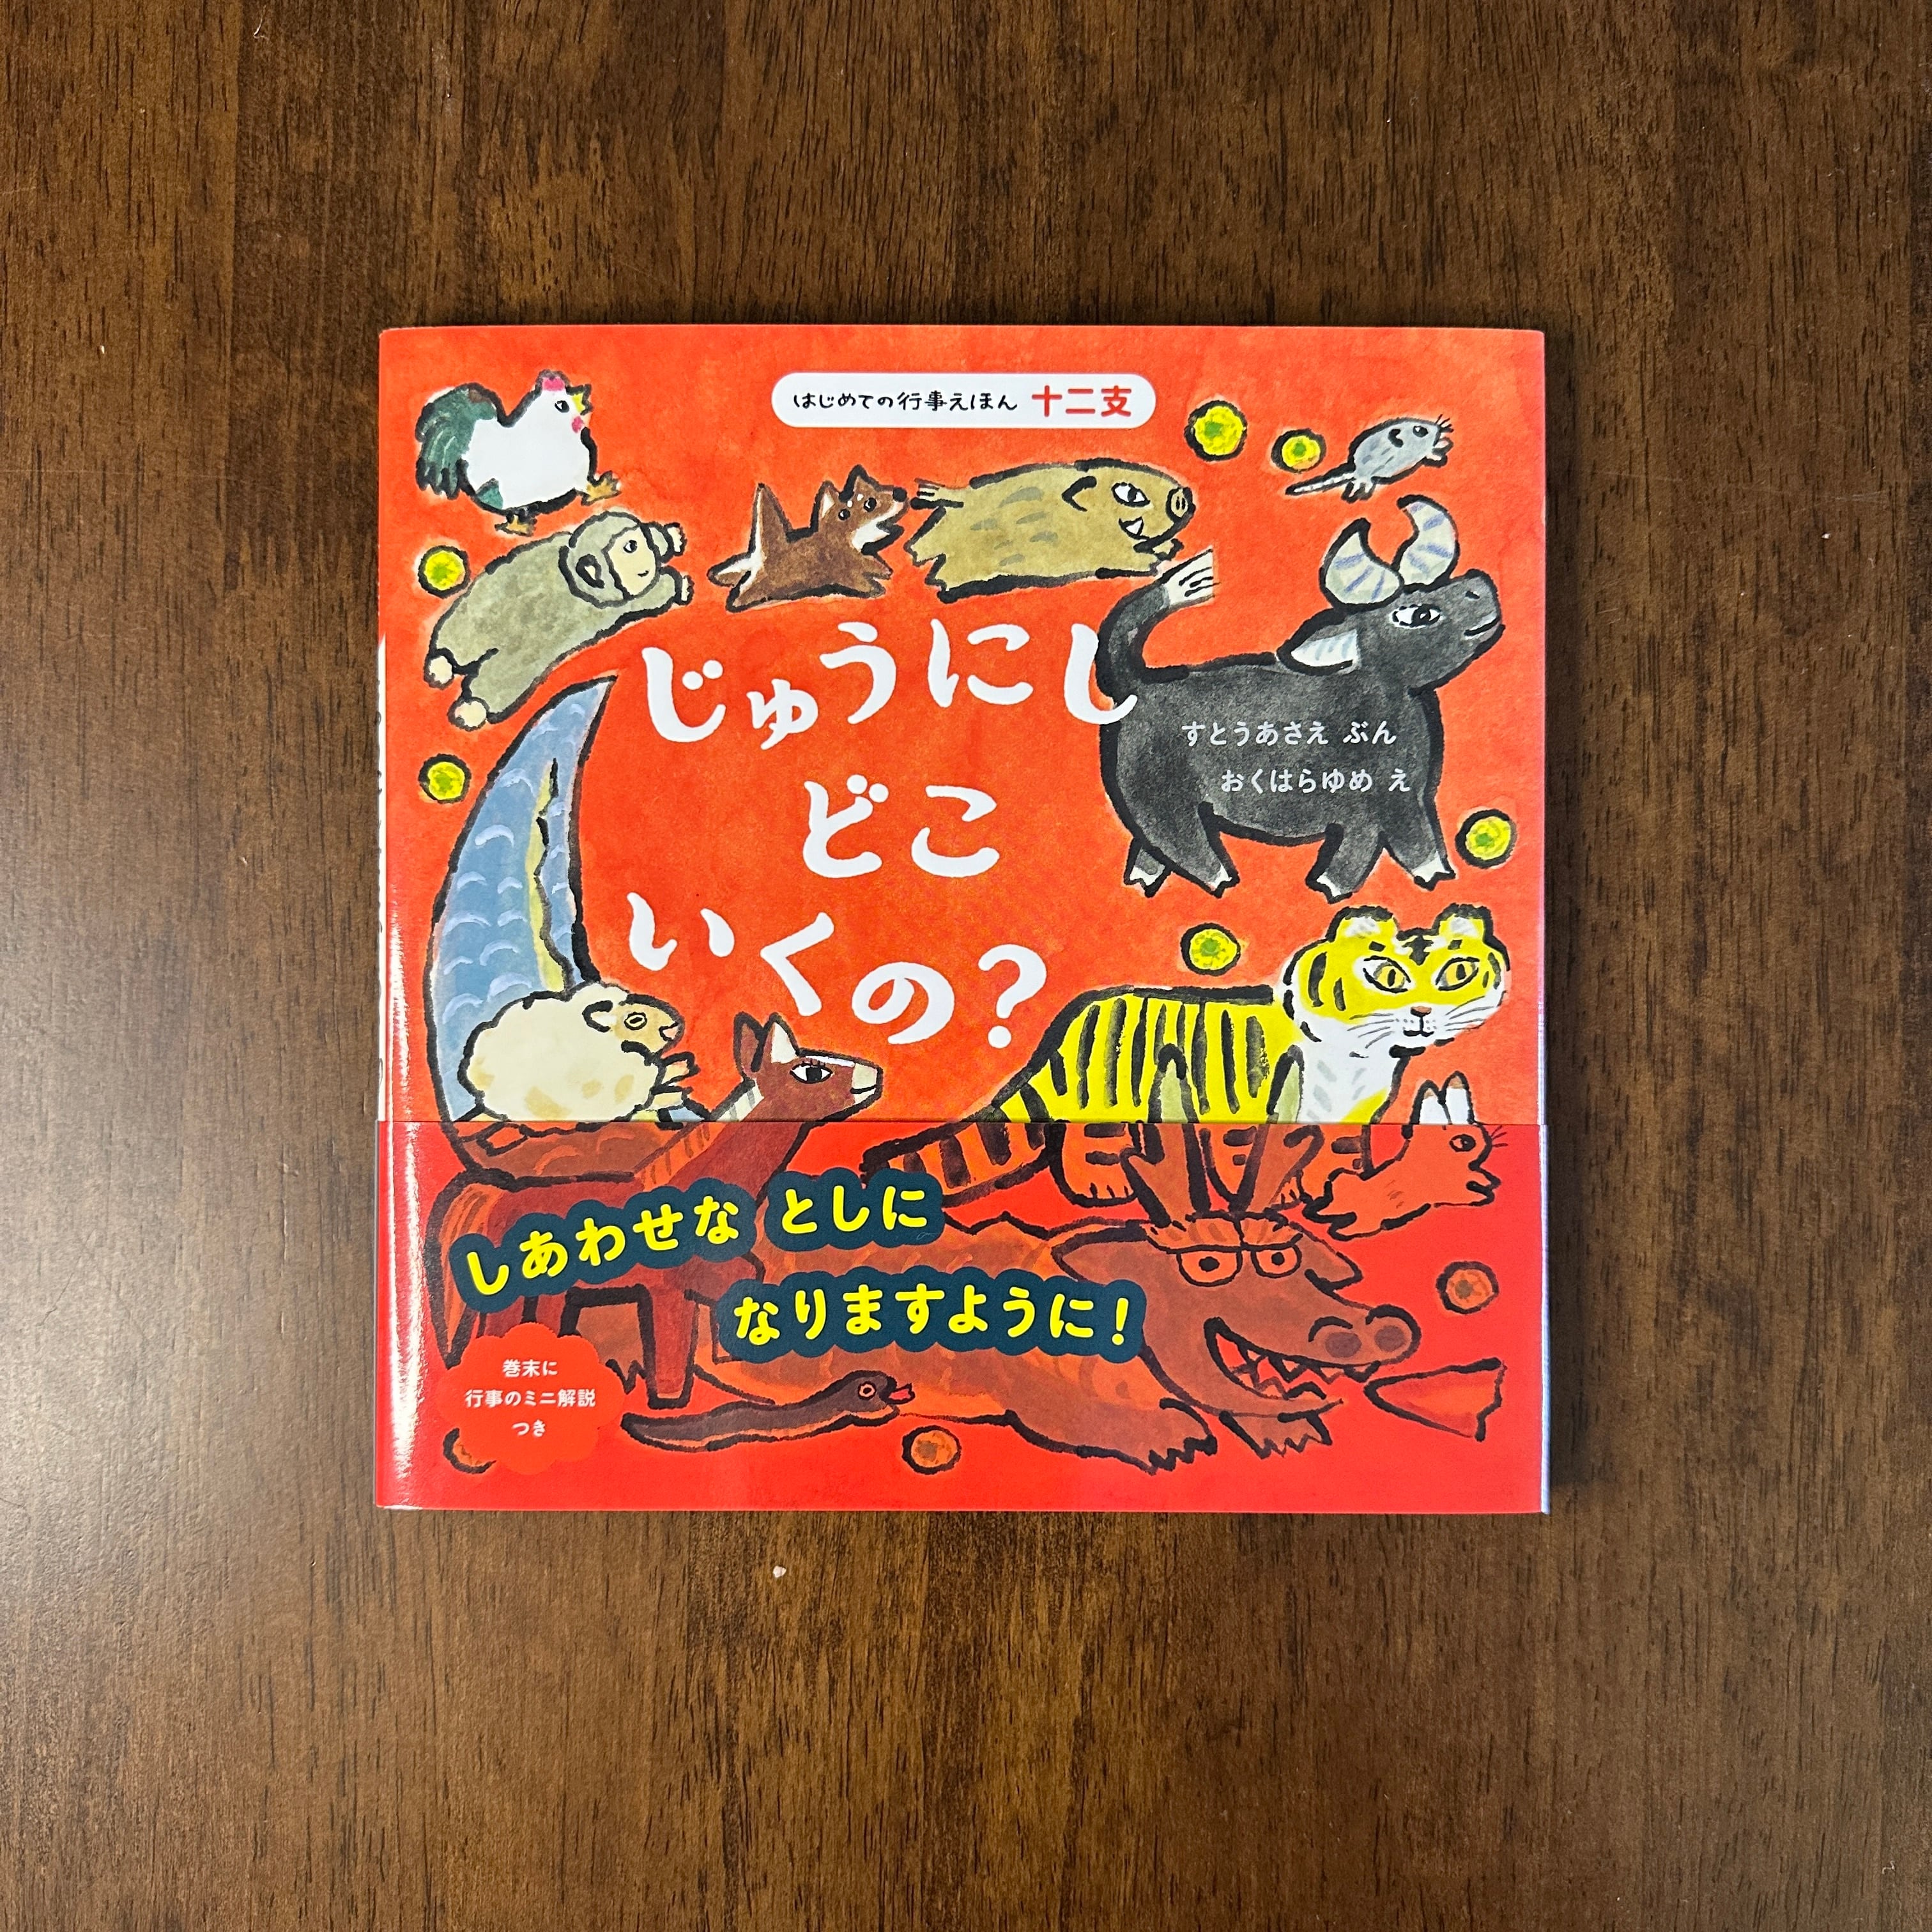 はじめての行事えほん 十二支
じゅうにし
どこ
いくの?
すとうあさえ ぶん
おくはらゆめ え
しあわせな としに
なりますように!
巻末に
行事のミニ解説
つき